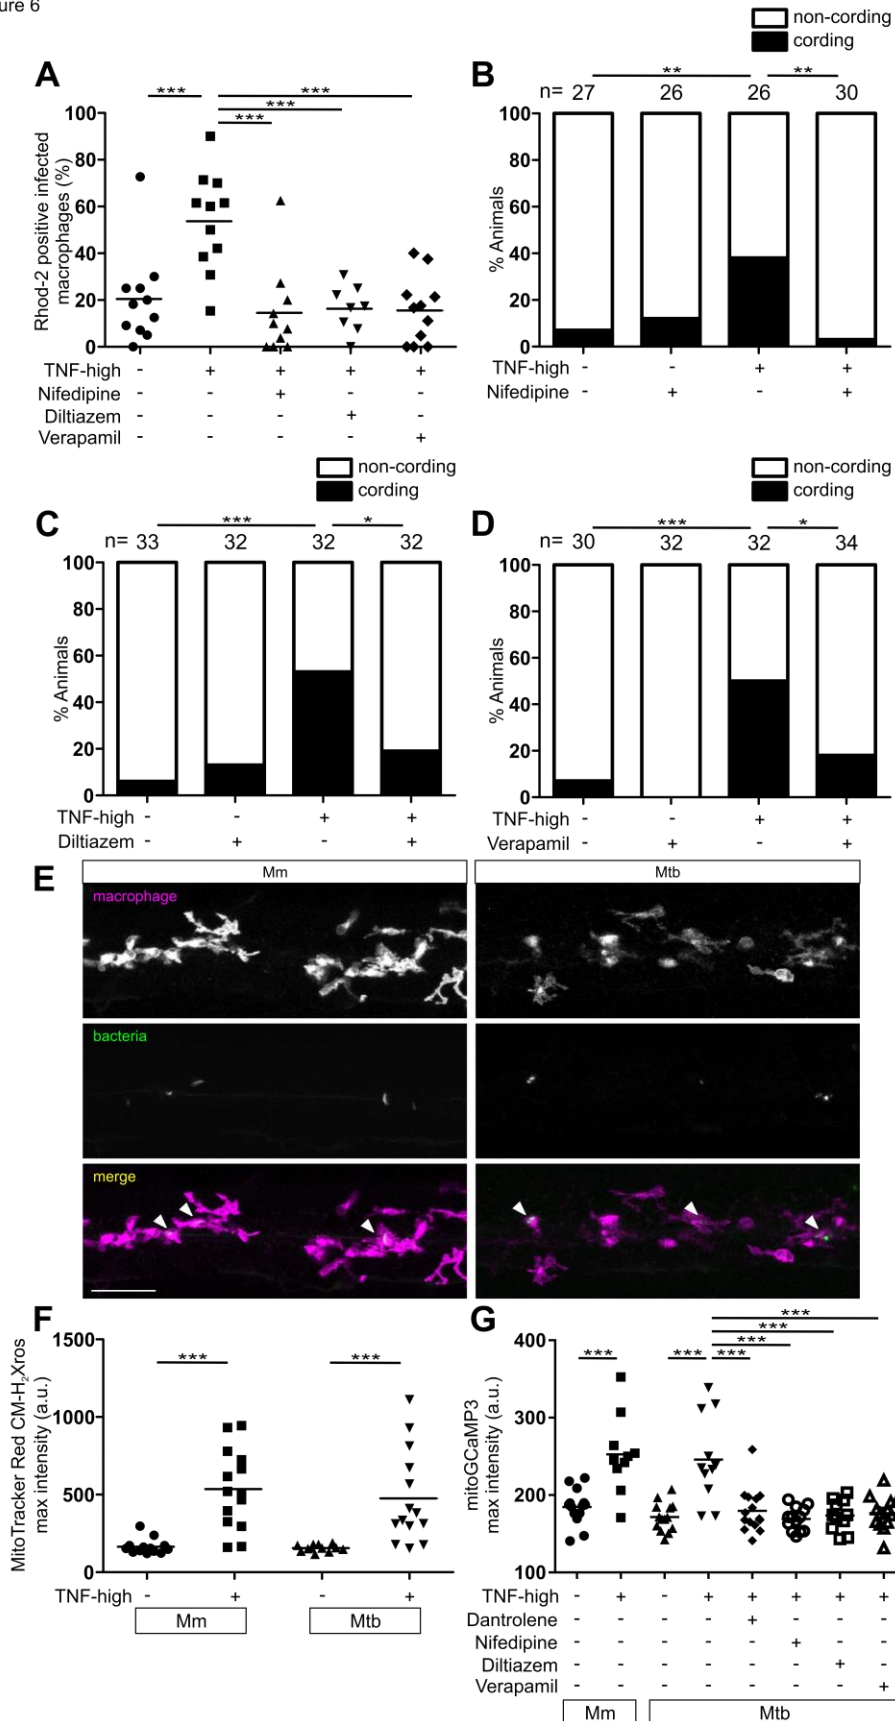 ure 6
non-cording
cording
A
B
*** *** *** ***
** **
n= 27 26 26 30
Rhod-2 positive infected
macrophages (%)
100
80
60
40
20
0
% Animals
100
80
60
40
20
0
TNF-high - + + + +
Nifedipine - - + - -
Diltiazem - - - + -
Verapamil - - - - +
TNF-high - - + +
Nifedipine - + - +
non-cording
cording
non-cording
cording
C
D
*** *
*** *
n= 33 32 32 32
n= 30 32 32 34
% Animals
100
80
60
40
20
0
% Animals
100
80
60
40
20
0
TNF-high - - + +
Diltiazem - + - +
TNF-high - - + +
Verapamil - + - +
E
Mm Mtb
macrophage
bacteria
merge
F
G
MitoTracker Red CM-H2Xros
max intensity (a.u.)
1500
1000
500
0
*** ***
TNF-high - + - +
Mm Mtb
mitoGCaMP3
max intensity (a.u.)
400
300
200
100
*** *** *** *** *** ***
TNF-high - + - + + + + +
Dantrolene - - - - + - - -
Nifedipine - - - - - + - -
Diltiazem - - - - - - + -
Verapamil - - - - - - - +
Mm Mtb